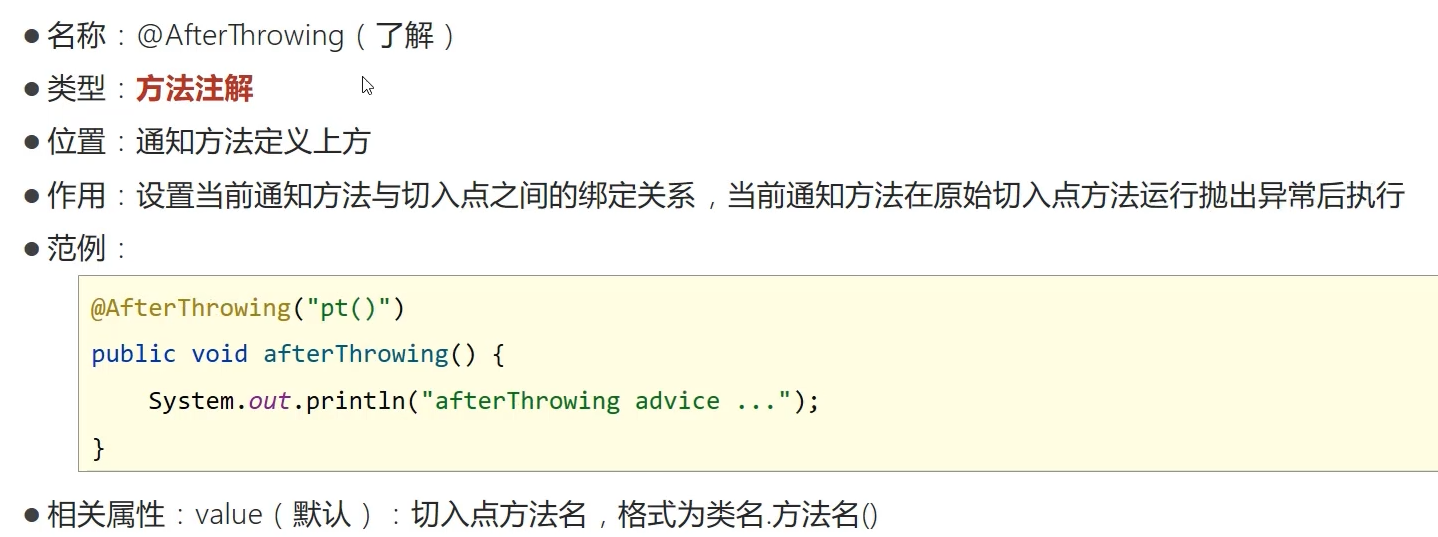 ● 名称：@AfterThrowing（了解）
● 类型：方法注解
● 位置：通知方法定义上方
● 作用：设置当前通知方法与切入点之间的绑定关系，当前通知方法在原始切入点方法运行抛出异常后执行
● 范例：
@AfterThrowing("pt()")
public void afterThrowing() {
    System.out.println("afterThrowing advice ...");
}
● 相关属性：value（默认）：切入点方法名，格式为类名.方法名()